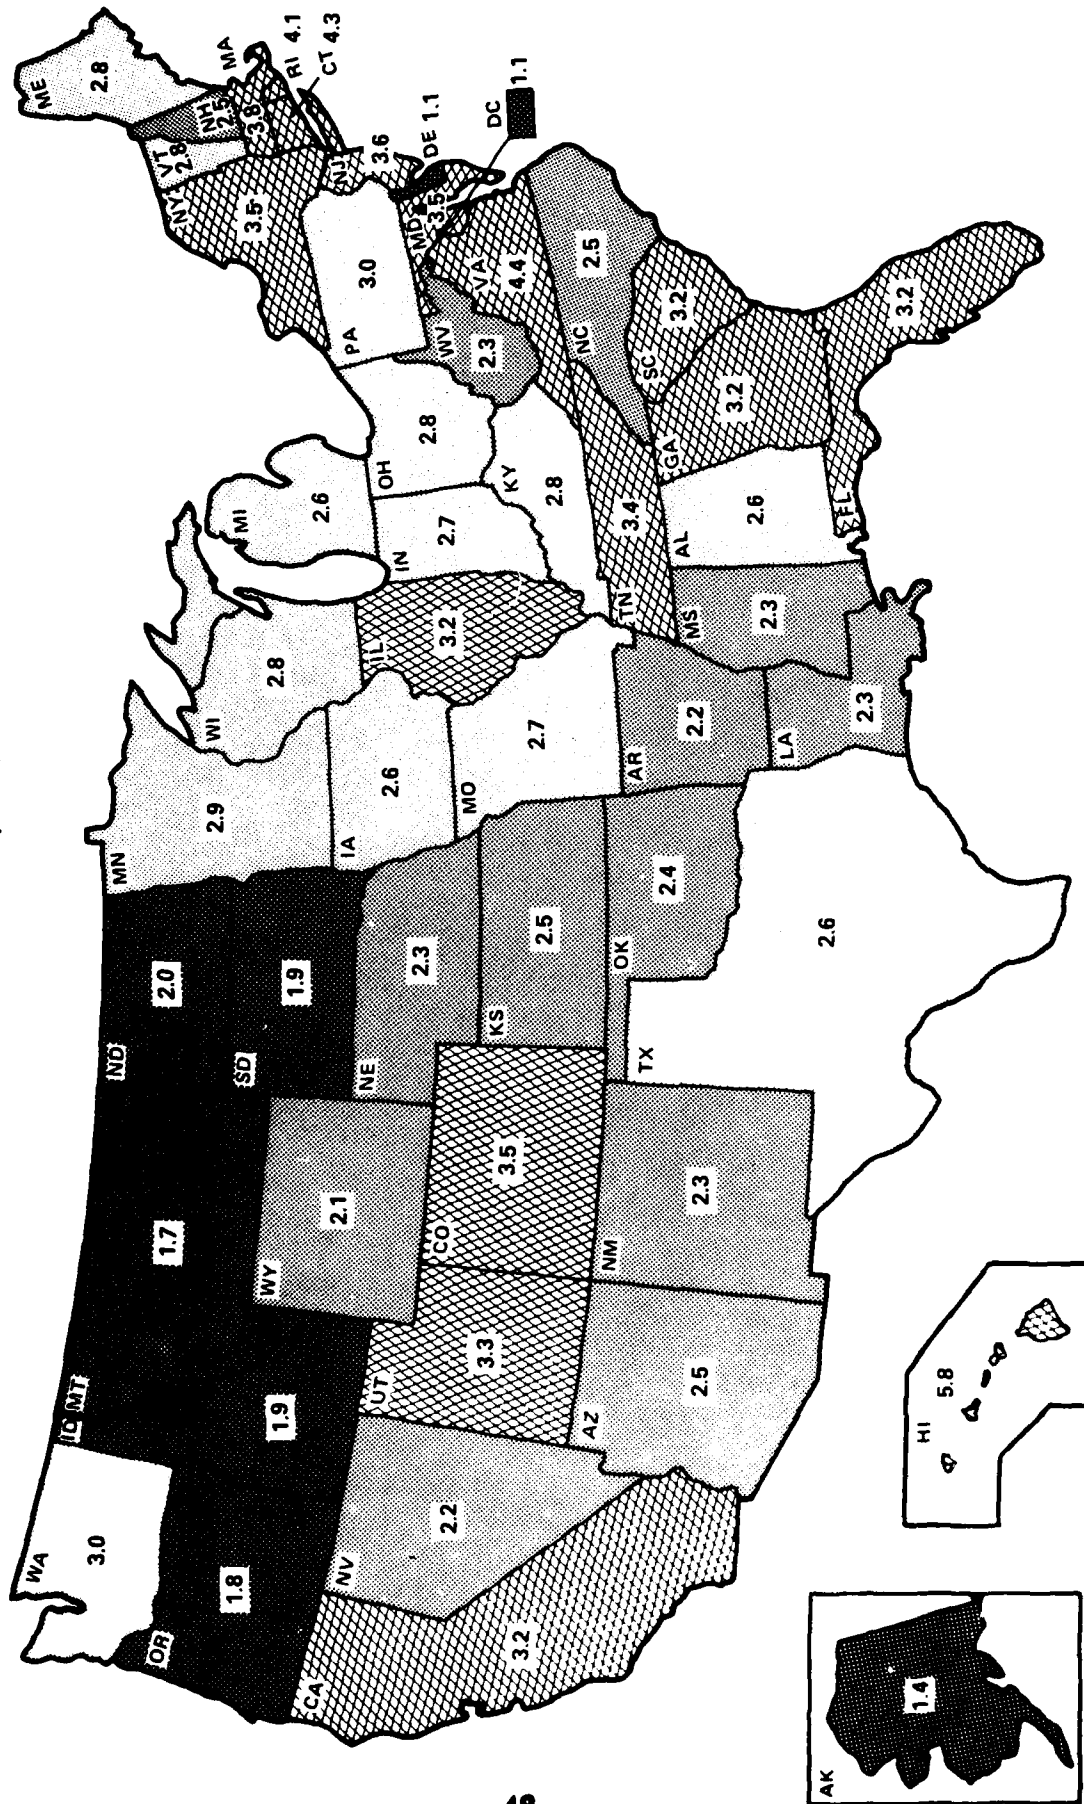 WA
3.0
ID
MT
1.7
ND
2.0
MN
2.9
WI
2.8
MI
2.6
ME
2.8
VT
2.8
NH
2.5
MA
3.8
RI 4.1
CT 4.3
NY
3.5
NJ
3.6
DE 1.1
DC
1.1
MD
3.5
PA
3.0
OR
1.8
1.9
SD
1.9
WY
2.1
NE
2.3
IA
2.6
IL
3.2
IN
2.7
OH
2.8
WV
2.3
VA
4.4
NV
2.2
UT
3.3
CO
3.5
KS
2.5
MO
2.7
KY
2.8
NC
2.5
TN
3.4
SC
3.2
CA
3.2
AZ
2.5
NM
2.3
OK
2.4
AR
2.2
MS
2.3
AL
2.6
GA
3.2
TX
2.6
LA
2.3
FL
3.2
AK
1.4
HI
5.8